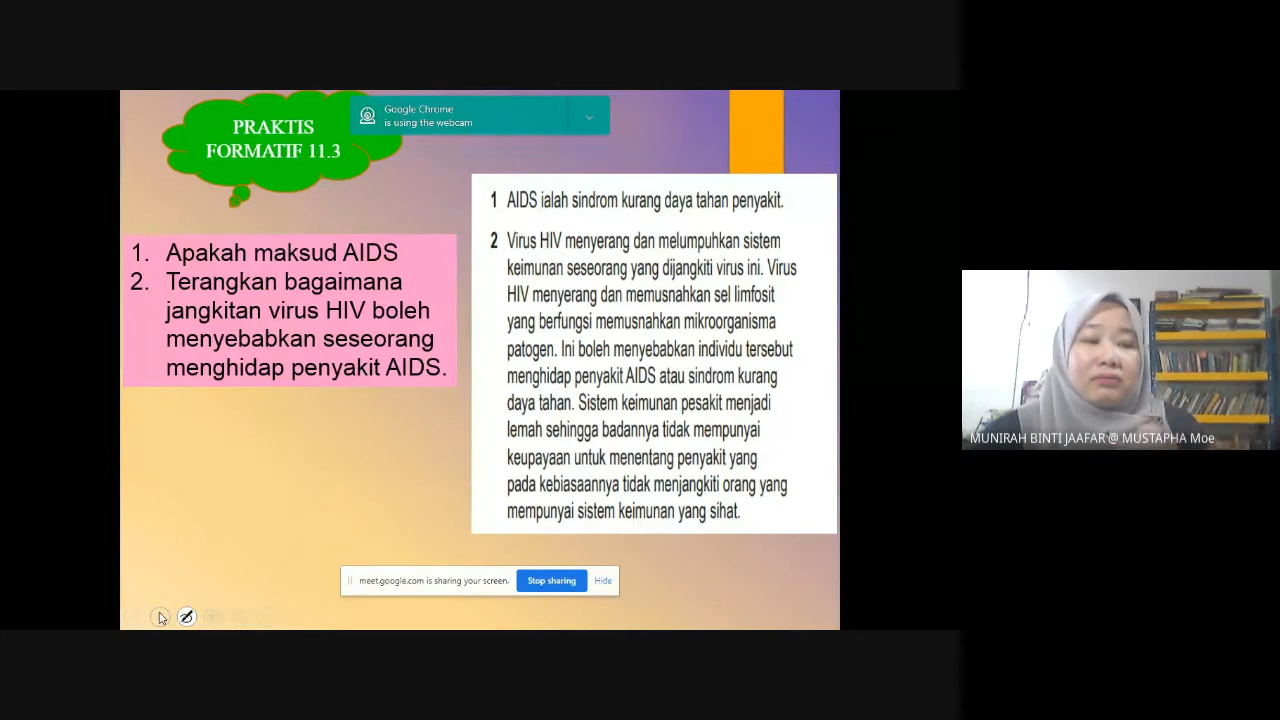 PRAKTIS
FORMATIF 11.3
Google Chrome
is using the webcam
1. Apakah maksud AIDS
2. Terangkan bagaimana
jangkitan virus HIV boleh
menyebabkan seseorang
menghidap penyakit AIDS.
1 AIDS ialah sindrom kurang daya tahan penyakit.
2 Virus HIV menyerang dan melumpuhkan sistem
keimunan seseorang yang dijangkiti virus ini. Virus
HIV menyerang dan memusnahkan sel limfosit
yang berfungsi memusnahkan mikroorganisma
patogen. Ini boleh menyebabkan individu tersebut
menghidap penyakit AIDS atau sindrom kurang
daya tahan. Sistem keimunan pesakit menjadi
lemah sehingga badannya tidak mempunyai
keupayaan untuk menentang penyakit yang
pada kebiasaannya tidak menjangkiti orang yang
mempunyai sistem keimunan yang sihat.
meet.google.com is sharing your screen.
Stop sharing
Hide
MUNIRAH BINTI JAAFAR @ MUSTAPHA Moe